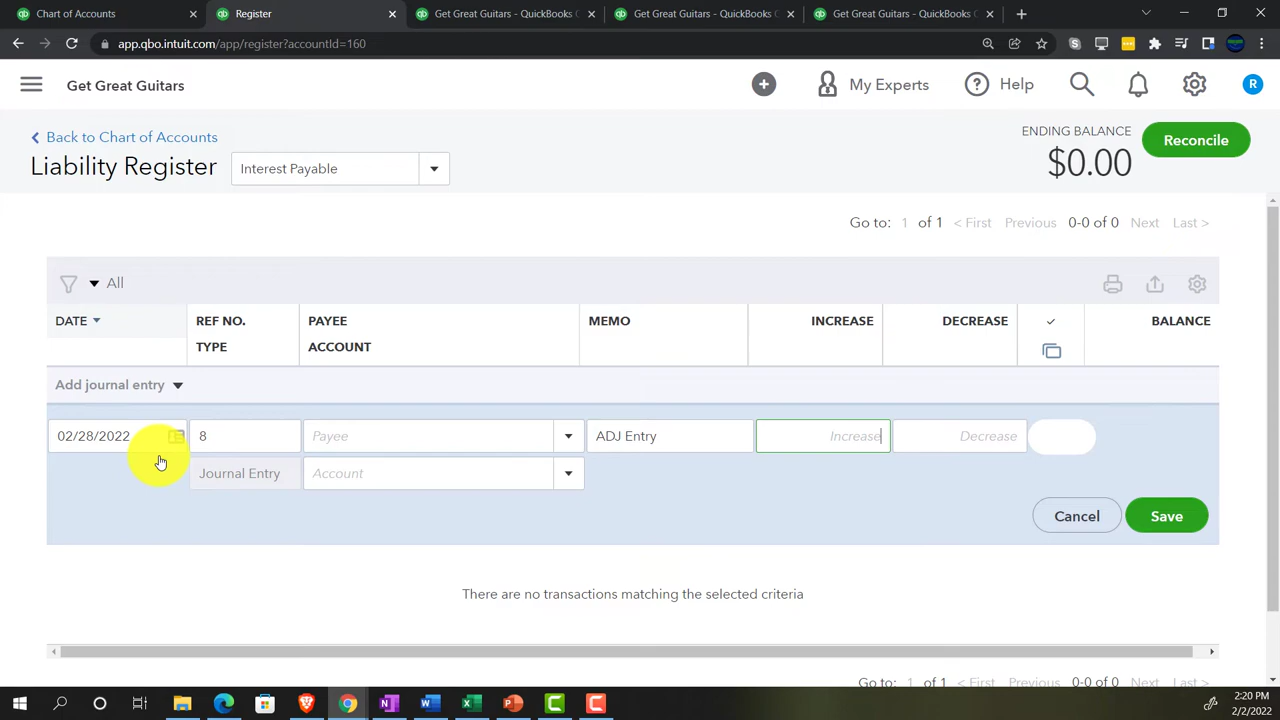 Chart of Accounts
Register
Get Great Guitars - QuickBooks
Get Great Guitars - QuickBooks
Get Great Guitars - QuickBooks
app.qbo.intuit.com/app/register?accountId=160
Get Great Guitars
My Experts
Help
R
Back to Chart of Accounts
Liability Register
Interest Payable
ENDING BALANCE
$0.00
Reconcile
Go to: 1 of 1 < First Previous 0-0 of 0 Next Last >
All
DATE REF NO. PAYEE MEMO INCREASE DECREASE ✓ BALANCE
TYPE ACCOUNT
Add journal entry
02/28/2022 8 Payee ADJ Entry Increase Decrease
Journal Entry Account
Cancel Save
There are no transactions matching the selected criteria
Go to: 1 of 1 < First Previous 0-0 of 0 Next Last >
2:20 PM
2/2/2022